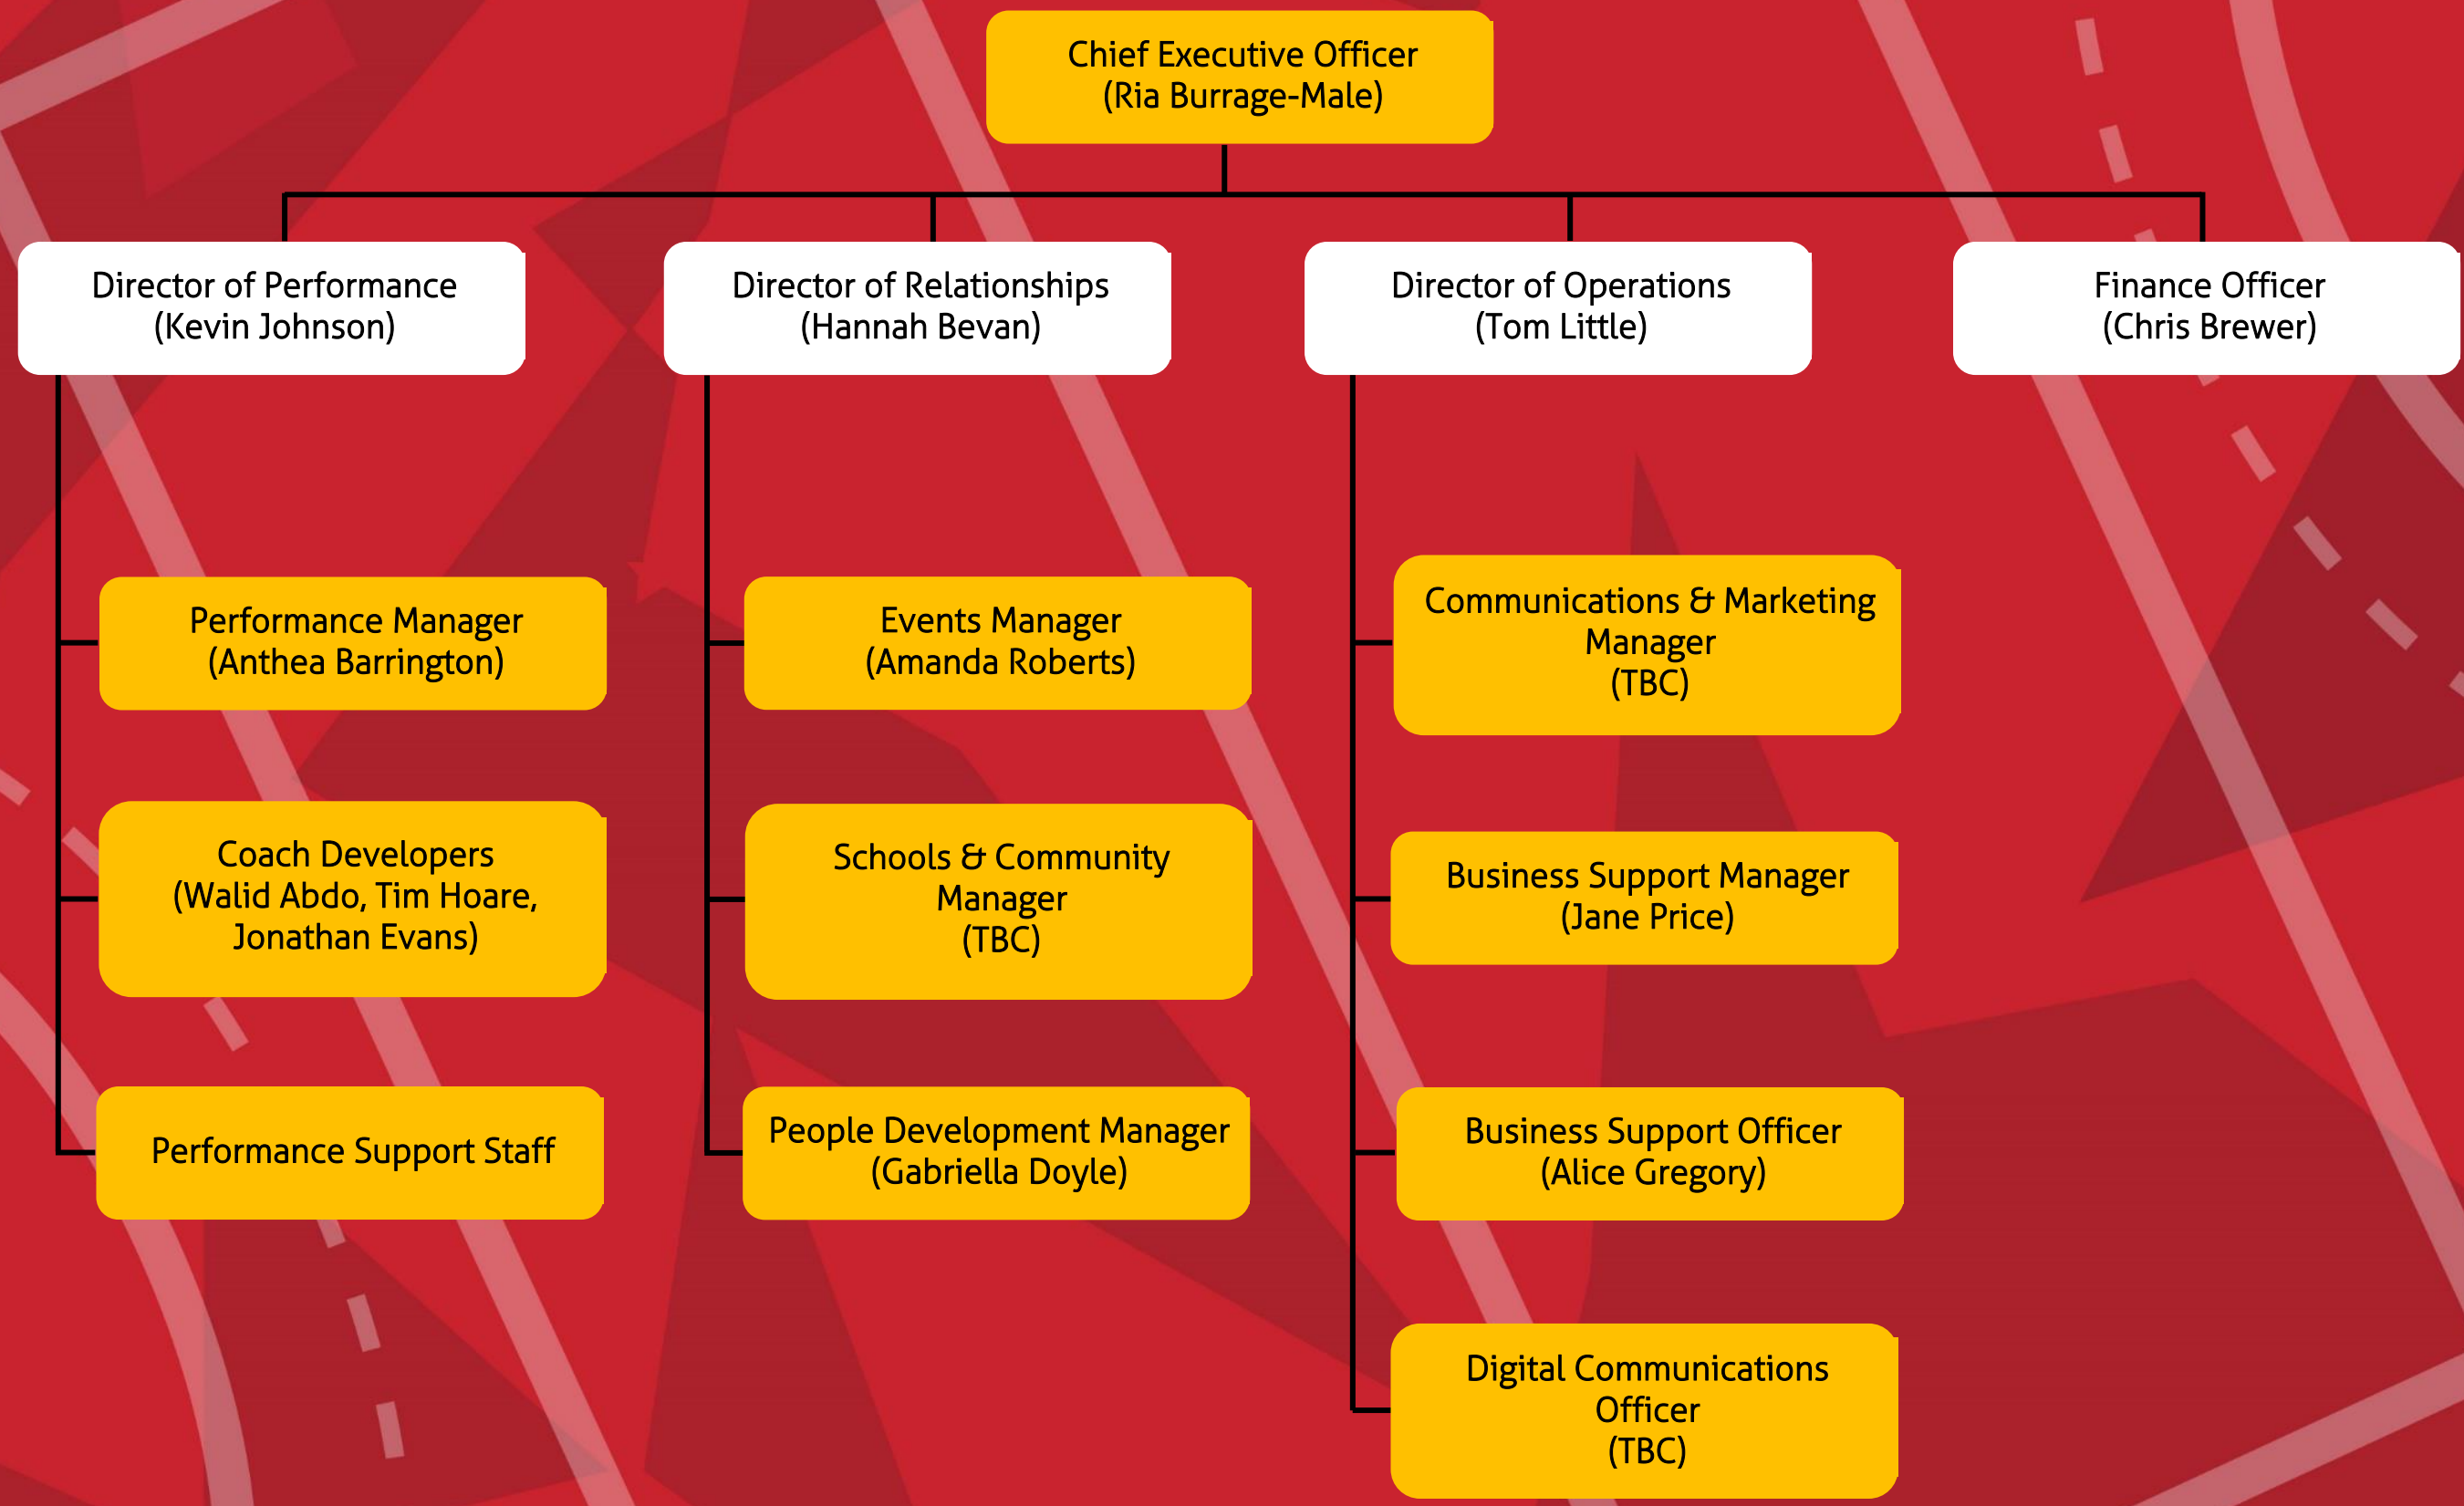 Chief Executive Officer
(Ria Burrage-Male)
Director of Performance
(Kevin Johnson)
Director of Relationships
(Hannah Bevan)
Director of Operations
(Tom Little)
Finance Officer
(Chris Brewer)
Performance Manager
(Anthea Barrington)
Coach Developers
(Walid Abdo, Tim Hoare,
Jonathan Evans)
Performance Support Staff
Events Manager
(Amanda Roberts)
Schools & Community
Manager
(TBC)
People Development Manager
(Gabriella Doyle)
Communications & Marketing
Manager
(TBC)
Business Support Manager
(Jane Price)
Business Support Officer
(Alice Gregory)
Digital Communications
Officer
(TBC)